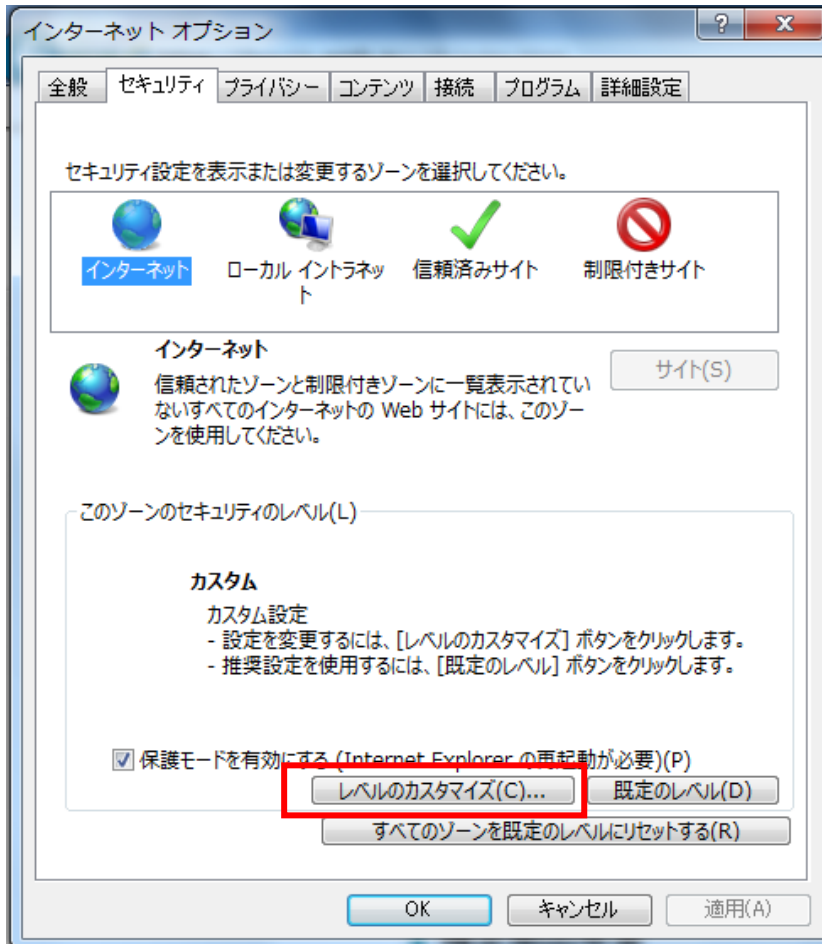 インターネット オプション
全般 セキュリティ プライバシー コンテンツ 接続 プログラム 詳細設定
セキュリティ設定を表示または変更するゾーンを選択してください。
インターネット
ローカル イントラネッ
ト
信頼済みサイト
制限付きサイト
インターネット
サイト(S)
信頼されたゾーンと制限付きゾーンに一覧表示されてい
ないすべてのインターネットの Web サイトには、このゾー
ンを使用してください。
このゾーンのセキュリティのレベル(L)
カスタム
カスタム設定
- 設定を変更するには、[レベルのカスタマイズ] ボタンをクリックします。
- 推奨設定を使用するには、[既定のレベル] ボタンをクリックします。
保護モードを有効にする (Internet Explorer の再起動が必要)(P)
レベルのカスタマイズ(C)... 既定のレベル(D)
すべてのゾーンを既定のレベルにリセットする(R)
OK キャンセル 適用(A)